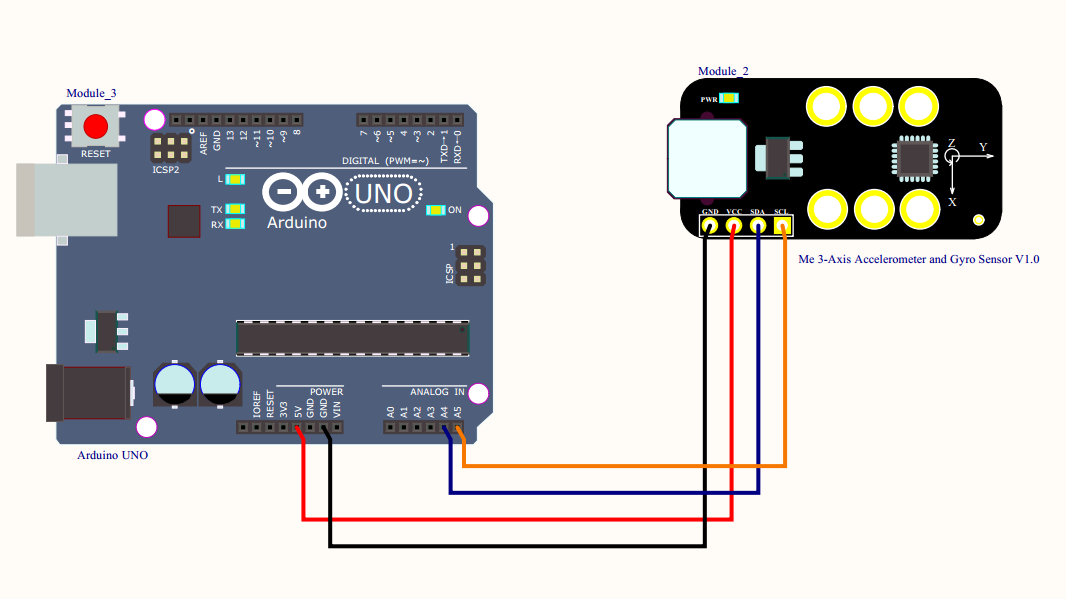 Module_3
RESET
ICSP2
AREF
GND
13
12
~11
~10
~9
8
7
~6
~5
4
~3
2
TXD→1
RXD←0
DIGITAL (PWM=~)
L
TX
RX
UNO
Arduino
ON
1
ICSP
POWER
IOREF
RESET
3V3
5V
GND
GND
VIN
ANALOG IN
A0
A1
A2
A3
A4
A5
Arduino UNO
Module_2
PWR
Z
Y
X
GND VCC SDA SCL
Me 3-Axis Accelerometer and Gyro Sensor V1.0